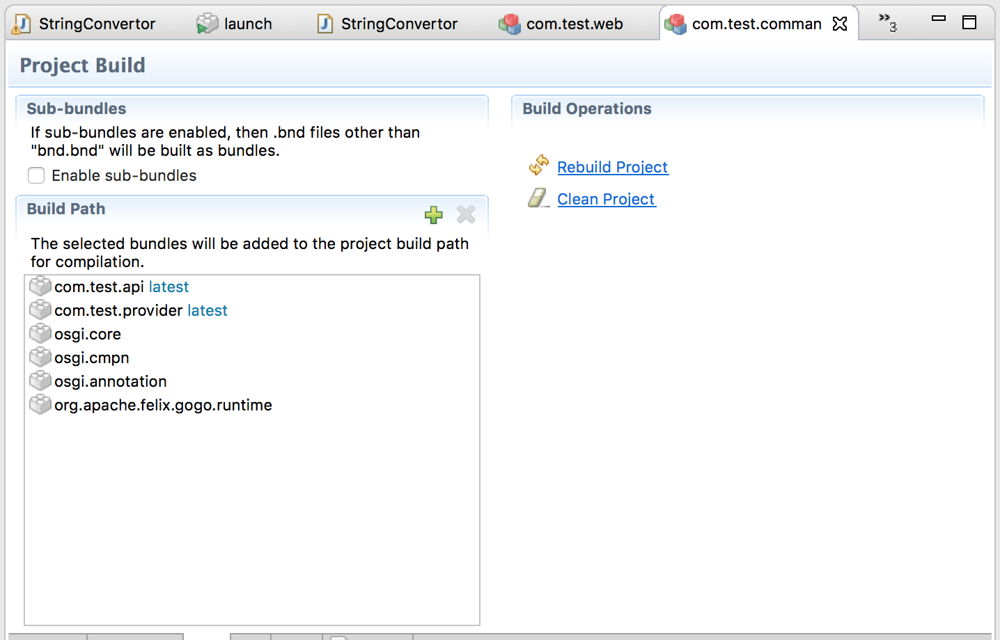 StringConvertor launch StringConvertor com.test.web com.test.comman »3
Project Build
Sub-bundles
If sub-bundles are enabled, then .bnd files other than
"bnd.bnd" will be built as bundles.
Enable sub-bundles
Build Path
The selected bundles will be added to the project build path
for compilation.
com.test.api latest
com.test.provider latest
osgi.core
osgi.cmpn
osgi.annotation
org.apache.felix.gogo.runtime
Build Operations
Rebuild Project
Clean Project